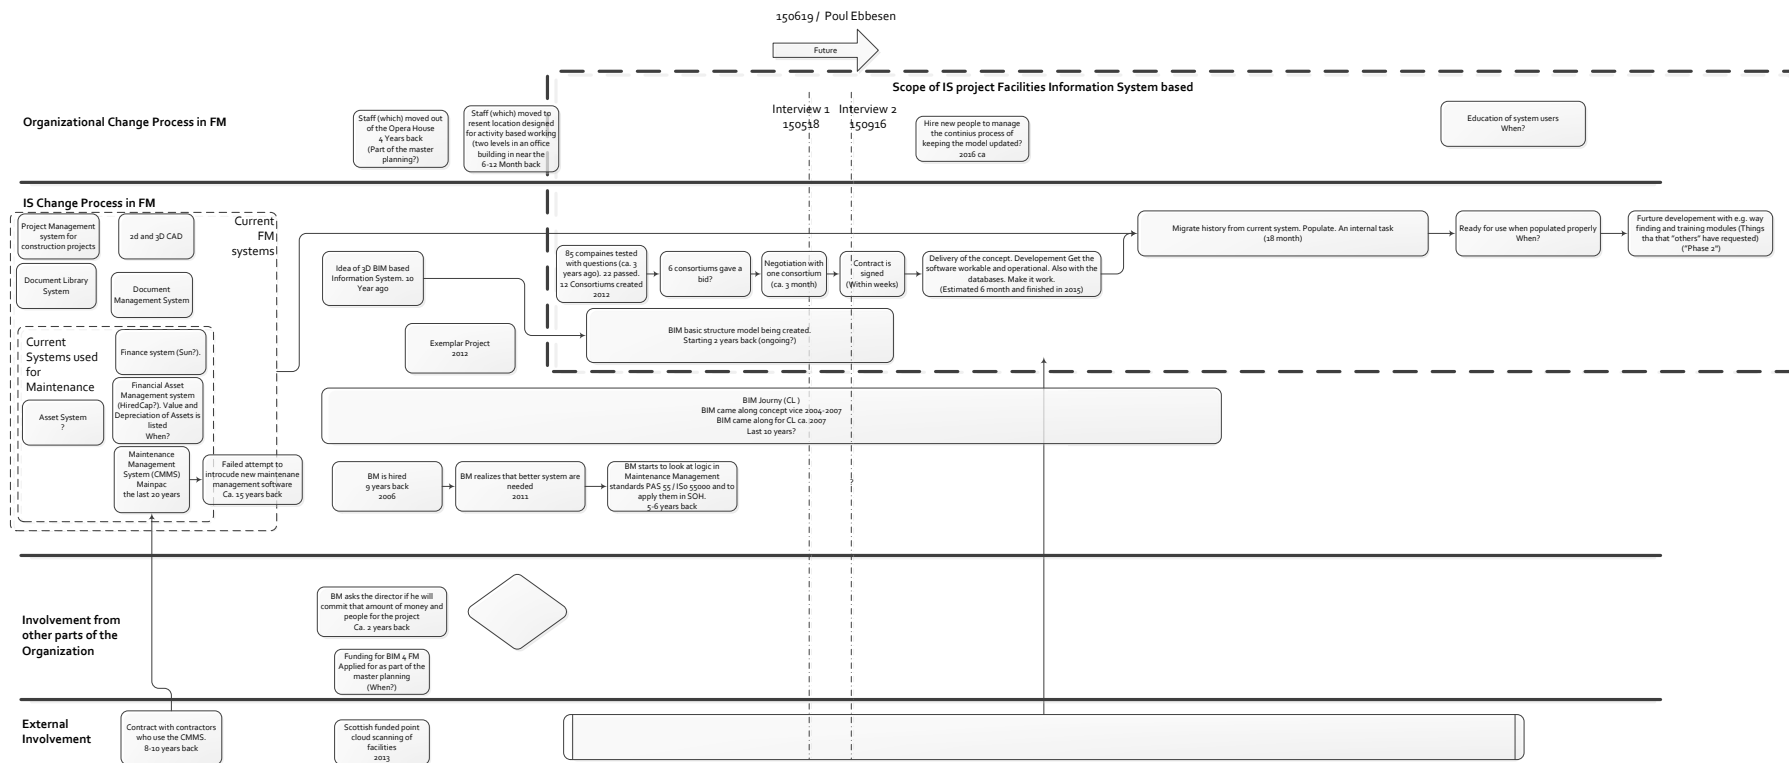 150619 / Poul Ebbesen
Future
Scope of IS project Facilities Information System based
Organizational Change Process in FM
Staff (which) moved out
of the Opera House
4 Years back
(Part of the master
planning?)
Staff (which) moved to
resent location designed
for activity based working
(two levels in an office
building in near the
6-12 Month back
Interview 1
150518
Interview 2
150916
Hire new people to manage
the continius process of
keeping the model updated?
2016 ca
Education of system users
When?
IS Change Process in FM
Current
FM
systems
Project Management
system for
construction projects
2d and 3D CAD
Document Library
System
Document
Management System
Current
Systems used
for
Maintenance
Finance system (Sun?).
Financial Asset
Management system
(HiredCap?). Value and
Depreciation of Assets is
listed
When?
Asset System
?
Maintenance
Management
System (CMMS)
Mainpac
the last 20 years
Failed attempt to
introcude new maintenane
management software
Ca. 15 years back
Idea of 3D BIM based
Information System. 10
Year ago
Exemplar Project
2012
85 compaines tested
with questions (ca. 3
years ago). 22 passed.
12 Consortiums created
2012
6 consortiums gave a
bid?
Negotiation with
one consortium
(ca. 3 month)
Contract is
signed
(Within weeks)
Delivery of the concept. Developement Get the
software workable and operational. Also with the
databases. Make it work.
(Estimated 6 month and finished in 2015)
Migrate history from current system. Populate. An internal task
(18 month)
Ready for use when populated properly
When?
Furture developement with e.g. way
finding and training modules (Things
tha that "others" have requested)
("Phase 2")
BIM basic structure model being created.
Starting 2 years back (ongoing?)
BIM Journy (CL )
BIM came along concept vice 2004-2007
BIM came along for CL ca. 2007
Last 10 years?
BM is hired
9 years back
2006
BM realizes that better system are
needed
2011
BM starts to look at logic in
Maintenance Management
standards PAS 55 / ISo 55000 and to
apply them in SOH.
5-6 years back
Involvement from
other parts of the
Organization
BM asks the director if he will
commit that amount of money and
people for the project
Ca. 2 years back
Funding for BIM 4 FM
Applied for as part of the
master planning
(When?)
External
Involvement
Contract with contractors
who use the CMMS.
8-10 years back
Scottish funded point
cloud scanning of
facilities
2013